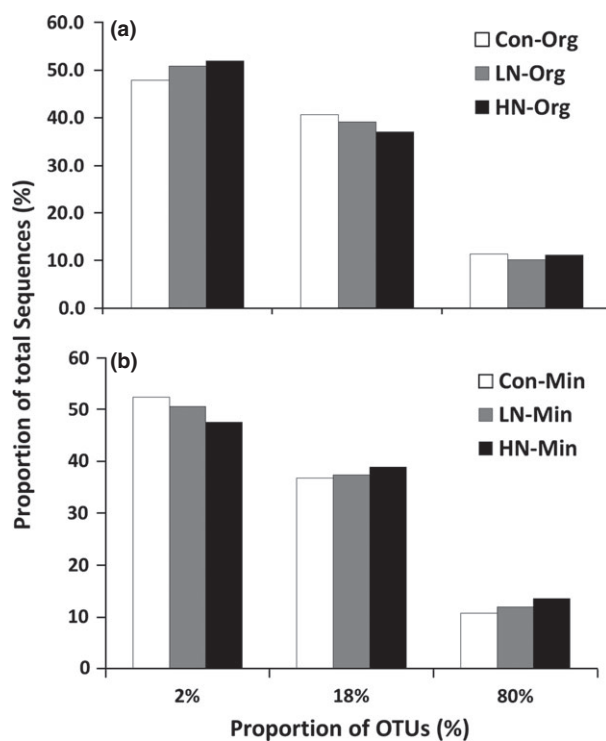 (a)
60.0
50.0
40.0
30.0
20.0
10.0
0.0
Con-Org
LN-Org
HN-Org
Proportion of total Sequences (%)
(b)
60
50
40
30
20
10
0
Con-Min
LN-Min
HN-Min
2% 18% 80%
Proportion of OTUs (%)